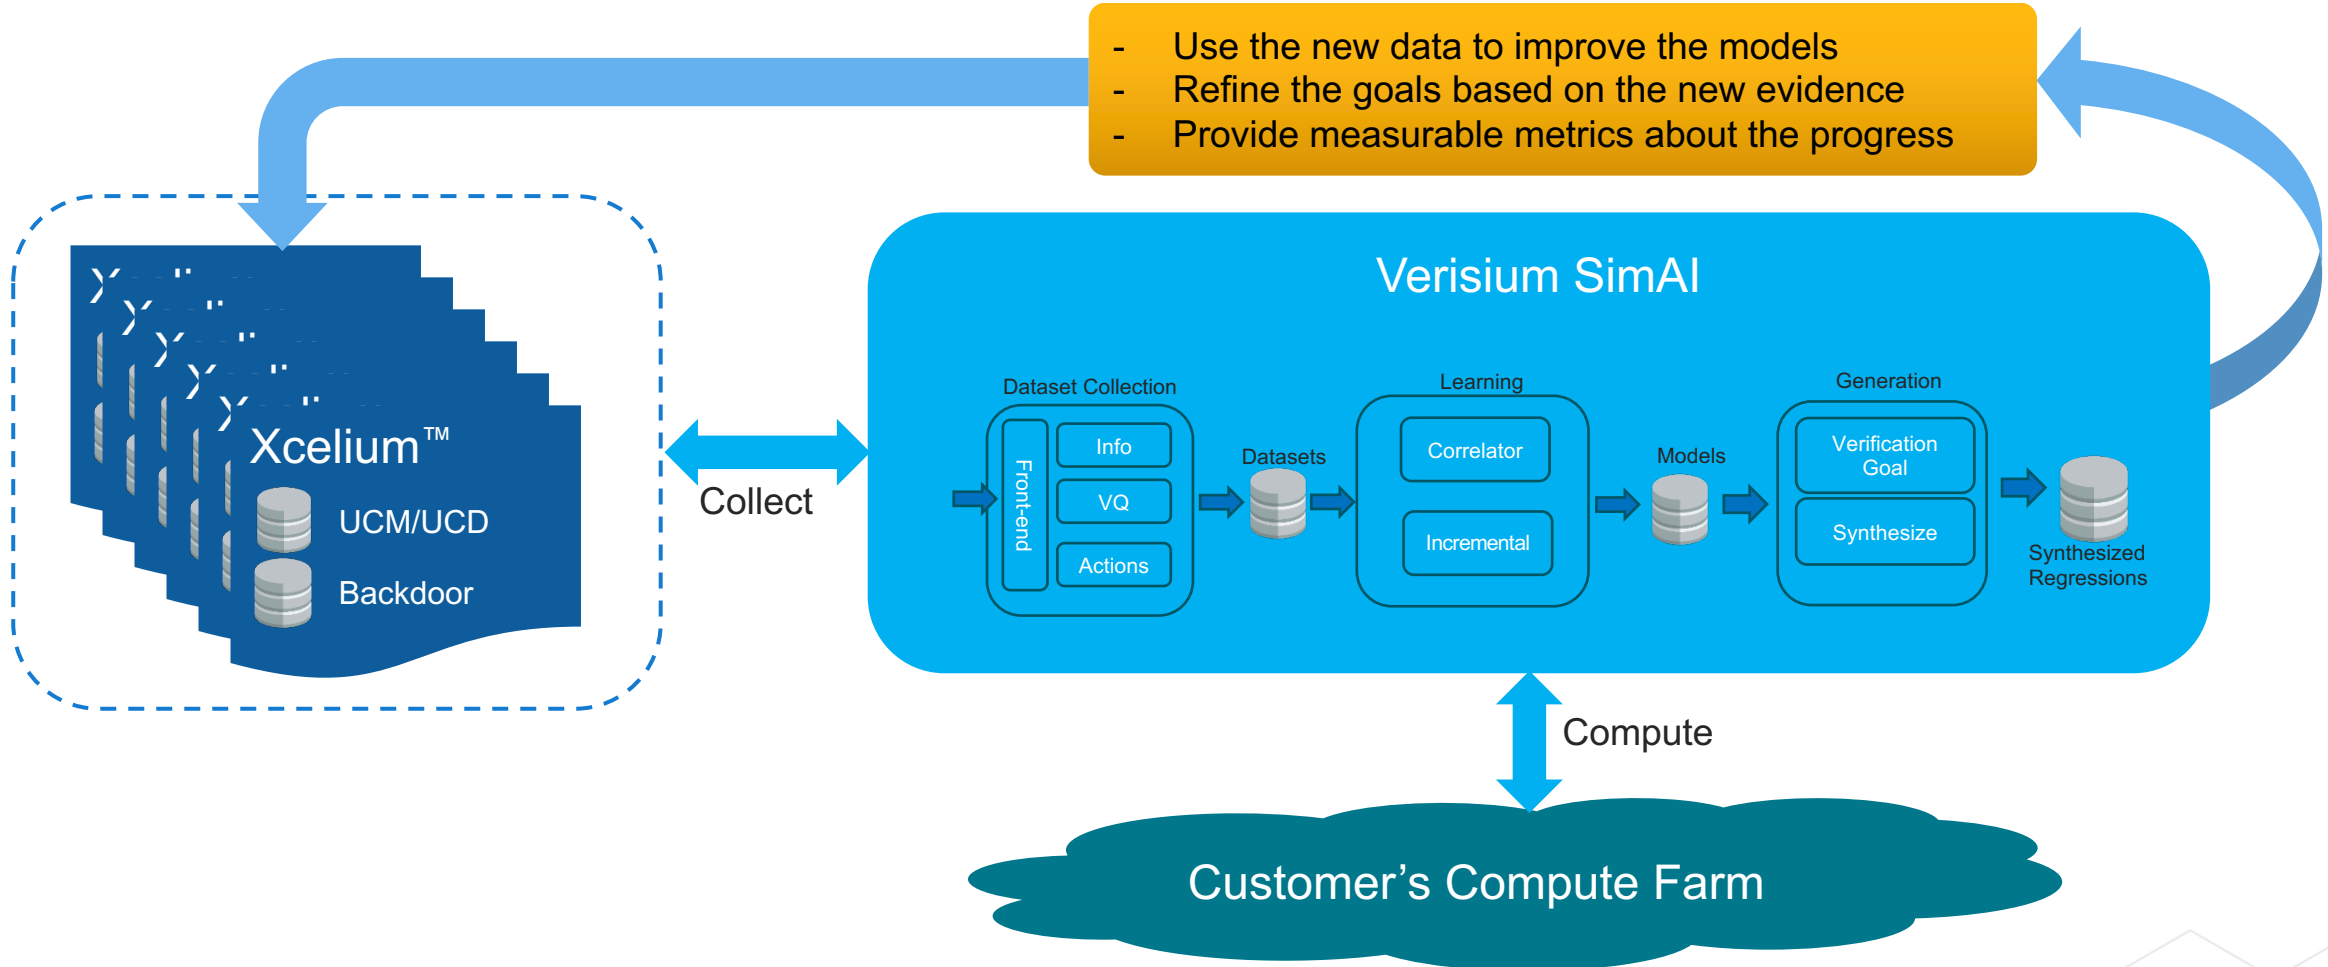 - Use the new data to improve the models
- Refine the goals based on the new evidence
- Provide measurable metrics about the progress
Verisium SimAI
Xcelium™
UCM/UCD
Backdoor
Collect
Dataset Collection
Front-end
Info
VQ
Actions
Datasets
Learning
Correlator
Incremental
Models
Generation
Verification
Goal
Synthesize
Synthesized
Regressions
Compute
Customer's Compute Farm